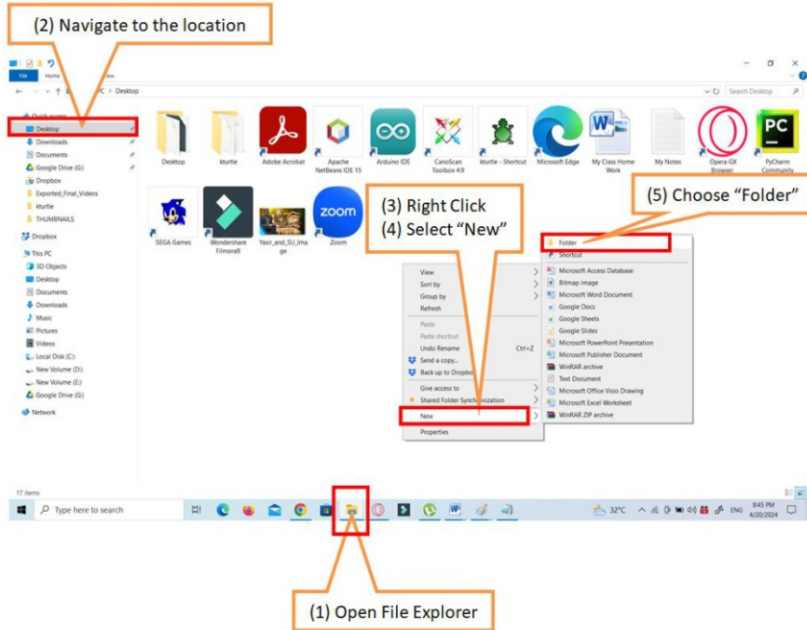 (2) Navigate to the location
File
Home
PC > Desktop
Search Desktop
Quick access
Desktop
Downloads
Documents
Google Drive (G:)
Dropbox
Exported_Final_Videos
kturtle
THUMBNAILS
Dropbox
This PC
3D Objects
Desktop
Documents
Downloads
Music
Pictures
Videos
Local Disk (C:)
New Volume (D:)
New Volume (E:)
Google Drive (G:)
Network
Desktop
kturtle
Adobe Acrobat
Apache
NetBeans IDE 15
Arduino IDE
CanoScan
Toolbox 4.9
kturtle - Shortcut
Microsoft Edge
My Class Home
Work
My Notes
Opera GX
Browser
PC
PyCharm
Community
SEGA Games
Wondershare
Filmora9
Yasir_and_SU_Ima
ge
zoom
Zoom
(3) Right Click
(4) Select “New”
(5) Choose “Folder”
View
Sort by
Group by
Refresh
Paste
Paste shortcut
Undo Rename Ctrl+Z
Send a copy...
Back up to Dropbo
Give access to
Shared Folder Synchronization
New
Properties
Folder
Shortcut
Microsoft Access Database
Bitmap image
Microsoft Word Document
Google Docs
Google Sheets
Google Slides
Microsoft PowerPoint Presentation
Microsoft Publisher Document
WinRAR archive
Text Document
Microsoft Office Visio Drawing
Microsoft Excel Worksheet
WinRAR ZIP archive
17 items
Type here to search
32°C
ENG
8:45 PM
4/20/2024
(1) Open File Explorer